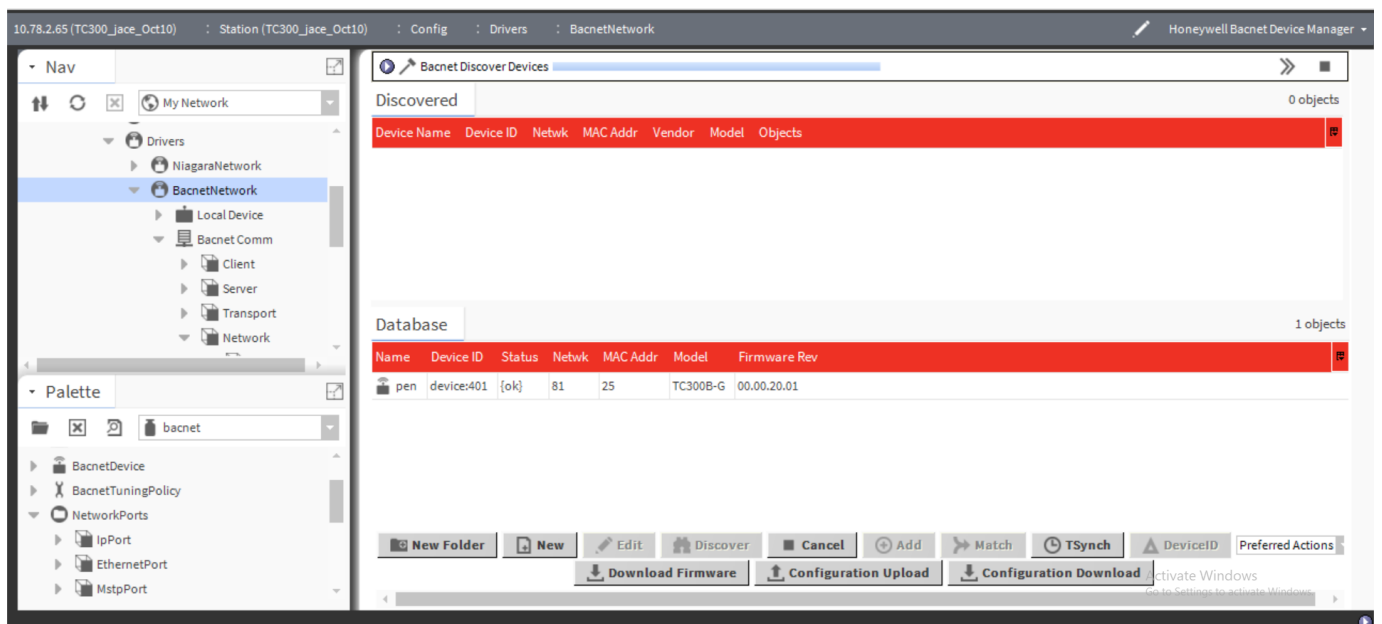 10.78.2.65 (TC300_jace_Oct10) : Station (TC300_jace_Oct10) : Config : Drivers : BacnetNetwork Honeywell Bacnet Device Manager
Nav
My Network
Drivers
NiagaraNetwork
BacnetNetwork
Local Device
Bacnet Comm
Client
Server
Transport
Network
Palette
bacnet
BacnetDevice
BacnetTuningPolicy
NetworkPorts
IpPort
EthernetPort
MstpPort
Bacnet Discover Devices
Discovered 0 objects
Device Name Device ID Netwk MAC Addr Vendor Model Objects
Database 1 objects
Name Device ID Status Netwk MAC Addr Model Firmware Rev
pen device:401 {ok} 81 25 TC300B-G 00.00.20.01
New Folder New Edit Discover Cancel Add Match TSynch DeviceID Preferred Actions
Download Firmware Configuration Upload Configuration Download
Activate Windows
Go to Settings to activate Windows.